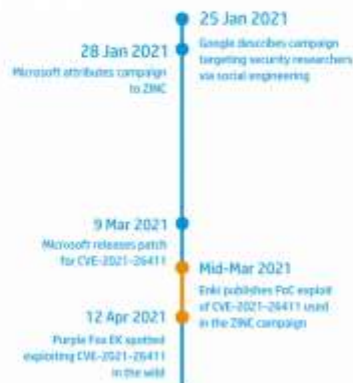 25 Jan 2021
Google describes campaign
targeting security researchers
via social engineering
28 Jan 2021
Microsoft attributes campaign
to ZINC
9 Mar 2021
Microsoft releases patch
for CVE-2021-26411
Mid-Mar 2021
Enki publishes PoC exploit
of CVE-2021-26411 used
in the ZINC campaign
12 Apr 2021
Purple Fox EK spotted
exploiting CVE-2021-26411
in the wild